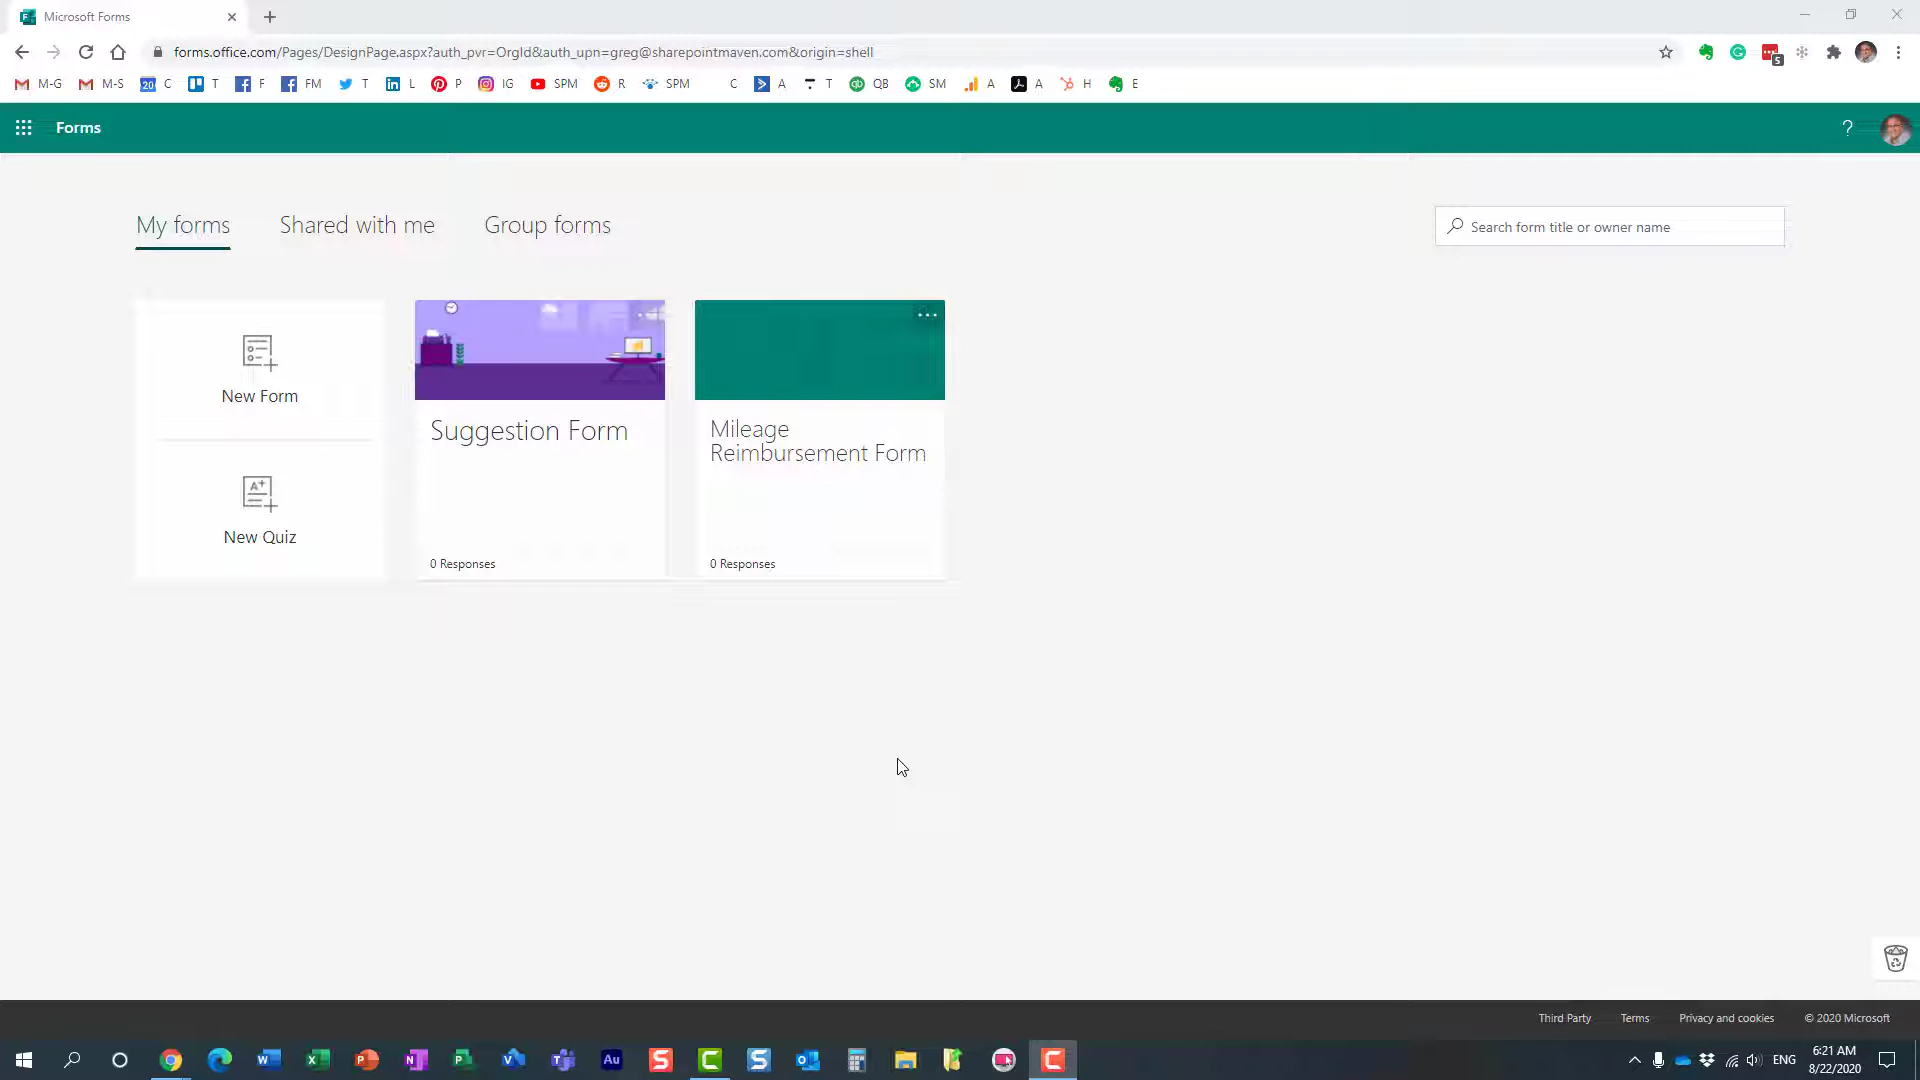 Microsoft Forms
forms.office.com/Pages/DesignPage.aspx?auth_pvr=OrgId&auth_upn=greg@sharepointmaven.com&origin=shell
5
M-G M-S 20 C T F FM T L P IG SPM R SPM C A T QB SM A A H E
Forms ?
My forms Shared with me Group forms
Search form title or owner name
New Form
New Quiz
Suggestion Form
0 Responses
Mileage
Reimbursement Form
0 Responses
Third Party Terms Privacy and cookies © 2020 Microsoft
Au
ENG
6:21 AM
8/22/2020